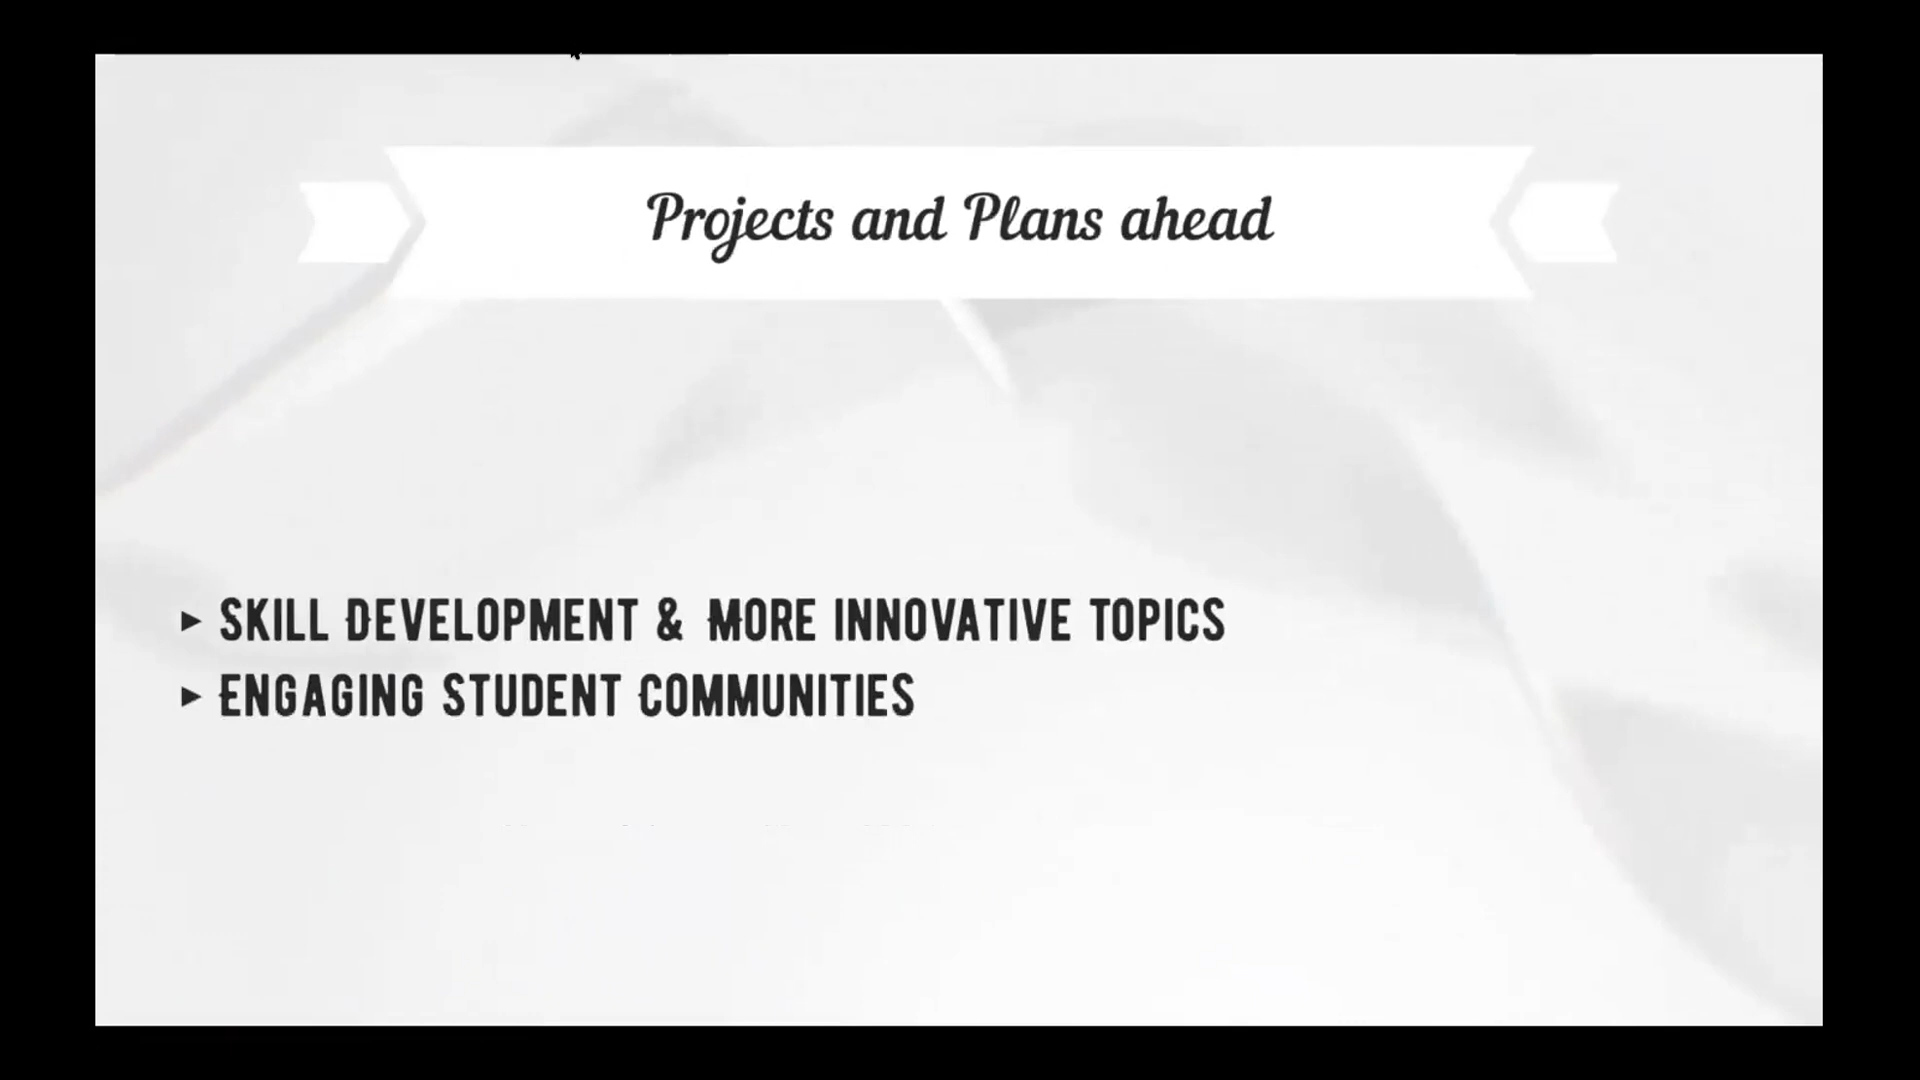 Projects and Plans ahead
▸ SKILL DEVELOPMENT & MORE INNOVATIVE TOPICS
▸ ENGAGING STUDENT COMMUNITIES